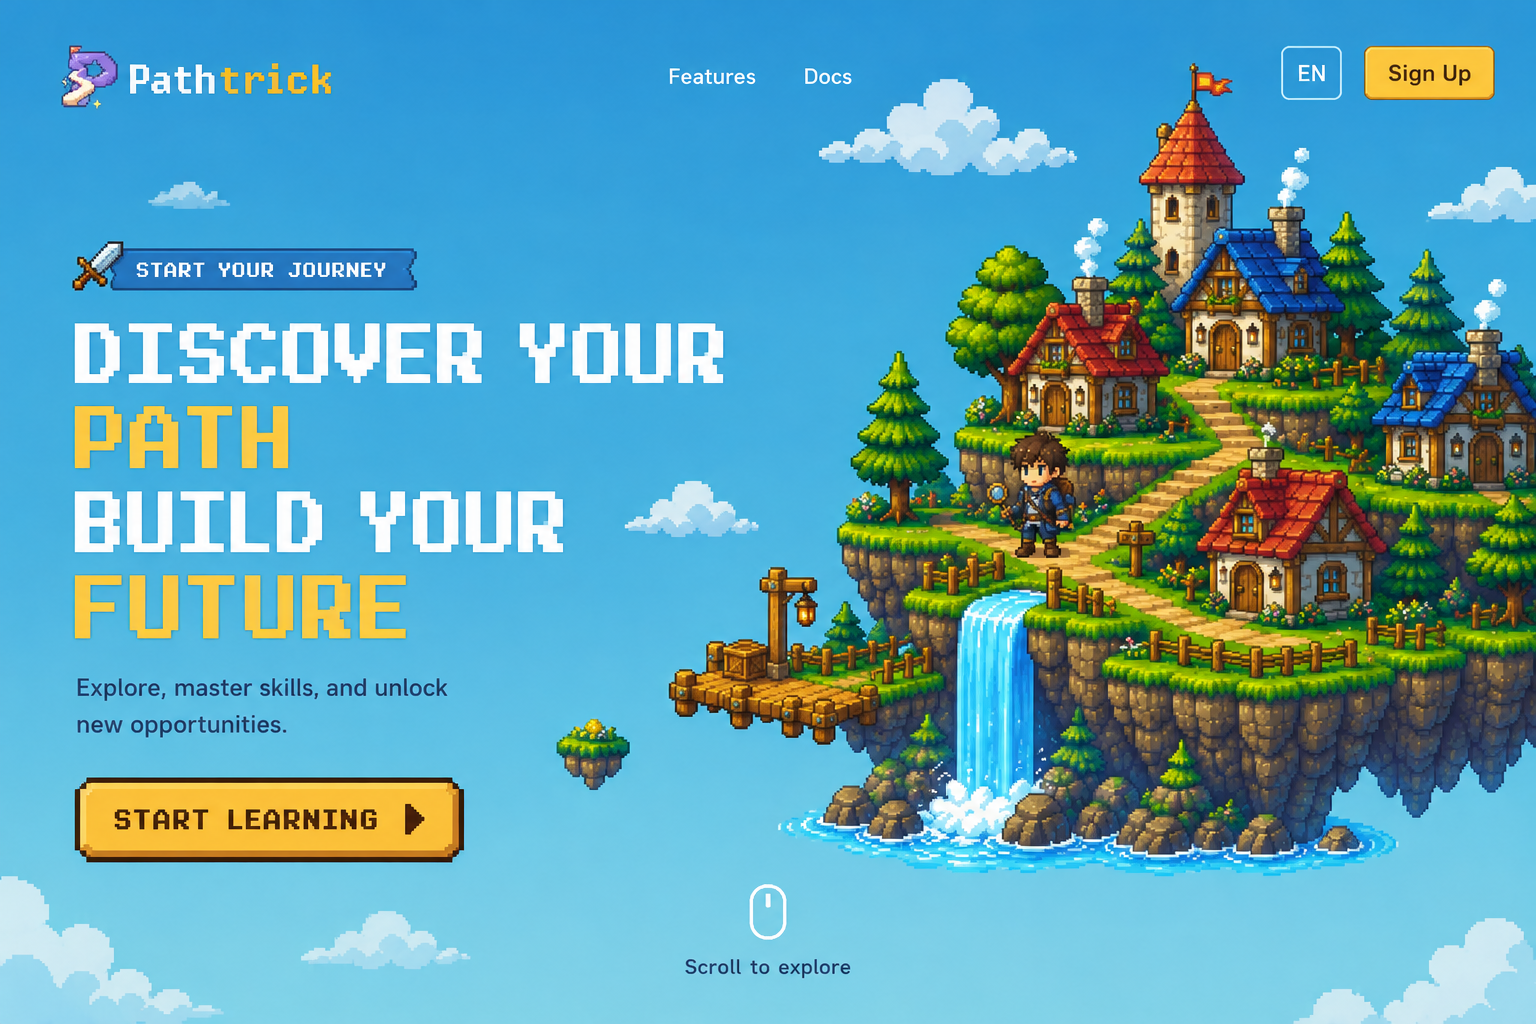 Pathtrick
Features
Docs
EN
Sign Up
START YOUR JOURNEY
DISCOVER YOUR
PATH
BUILD YOUR
FUTURE
Explore, master skills, and unlock
new opportunities.
START LEARNING
Scroll to explore